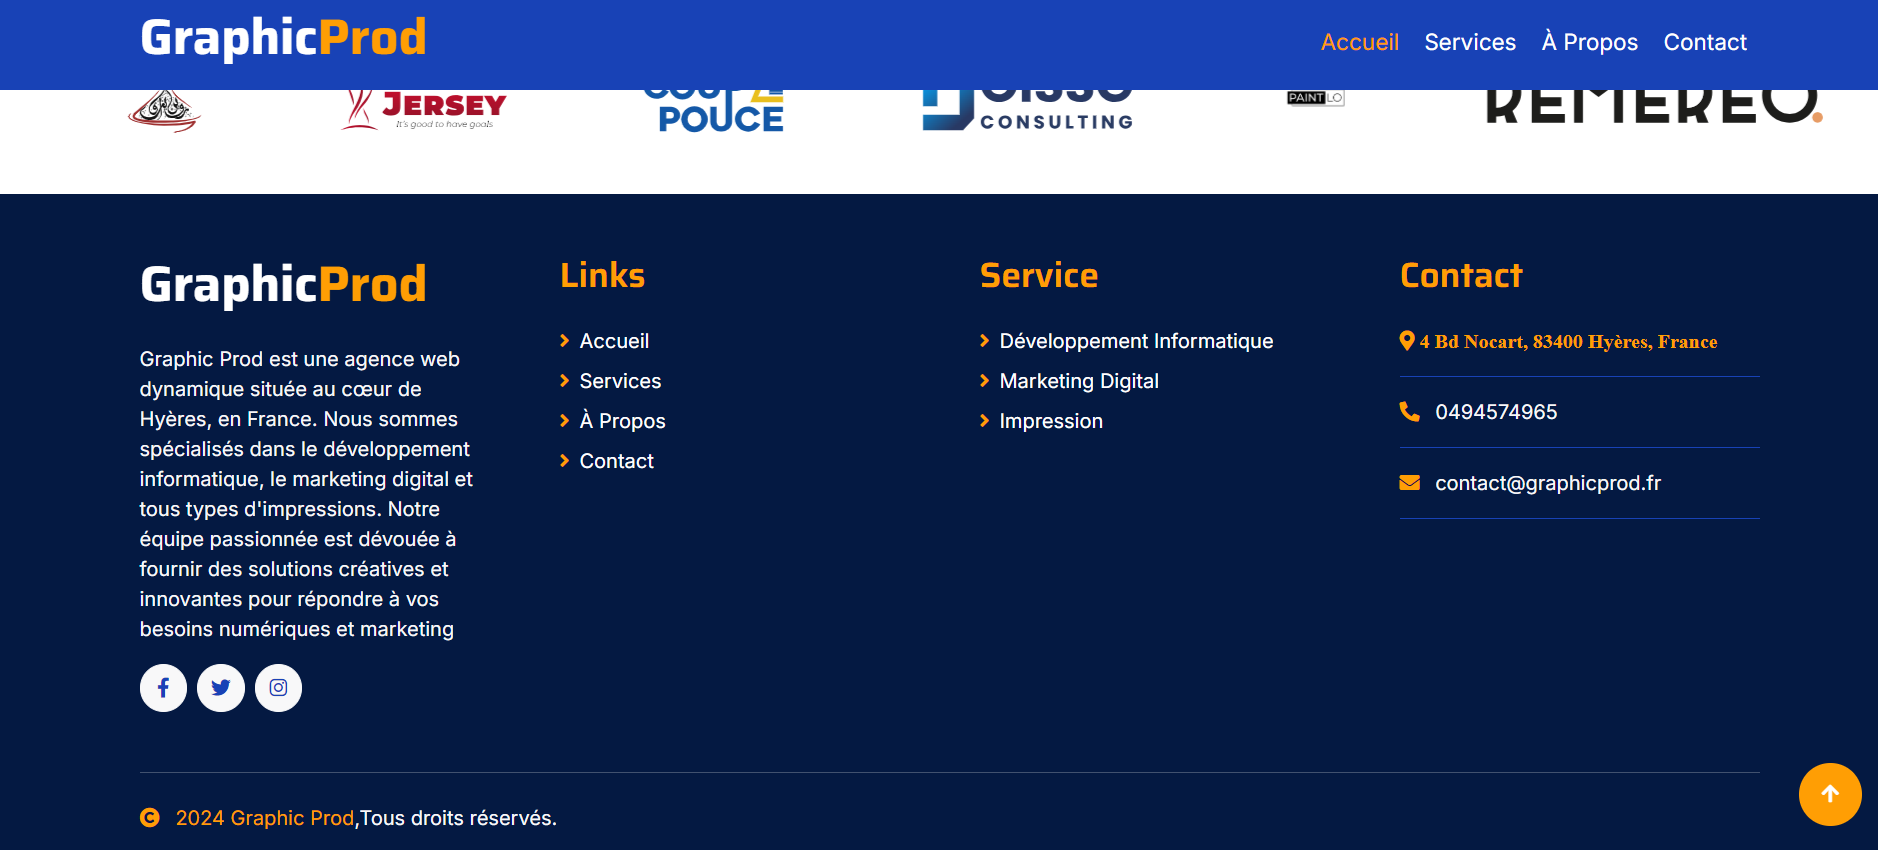 GraphicProd
Accueil Services À Propos Contact
JERSEY
It's good to have goals
POUCE
CONSULTING
PAINT LO
REMEREO.
GraphicProd
Graphic Prod est une agence web
dynamique située au cœur de
Hyères, en France. Nous sommes
spécialisés dans le développement
informatique, le marketing digital et
tous types d'impressions. Notre
équipe passionnée est dévouée à
fournir des solutions créatives et
innovantes pour répondre à vos
besoins numériques et marketing
Links
Accueil
Services
À Propos
Contact
Service
Développement Informatique
Marketing Digital
Impression
Contact
4 Bd Nocart, 83400 Hyères, France
0494574965
contact@graphicprod.fr
2024 Graphic Prod,Tous droits réservés.